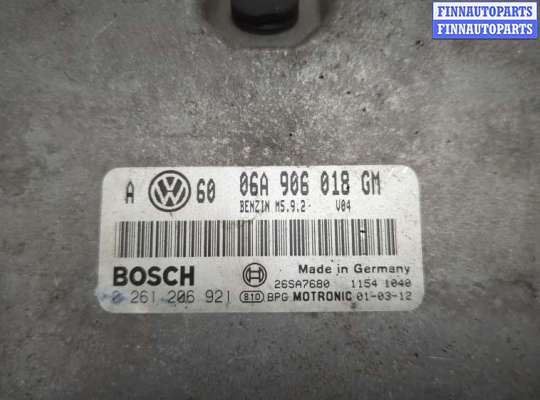 FINNAUTOPARTS
FINNAUTOPARTS
A 60 06A 906 018 GM
BENZIN M5.9.2 V04
BOSCH
Made in Germany
26SA7680 1154 1040
0 261 206 921 B10 BPG MOTRONIC 01-03-12